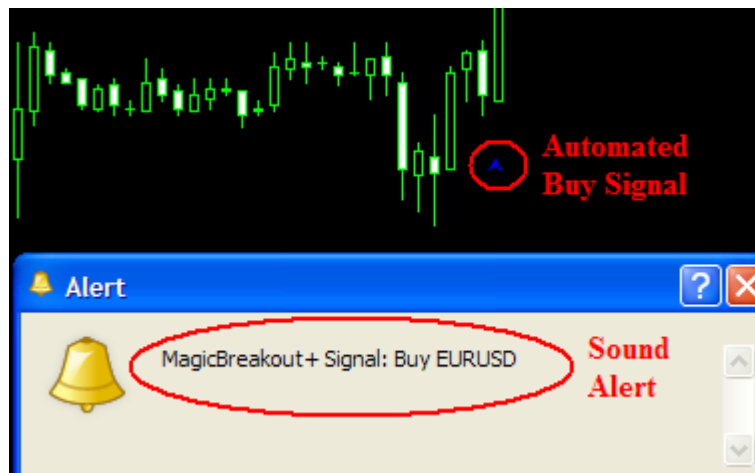 Automated
Buy Signal
Alert
MagicBreakout+ Signal: Buy EURUSD
Sound
Alert